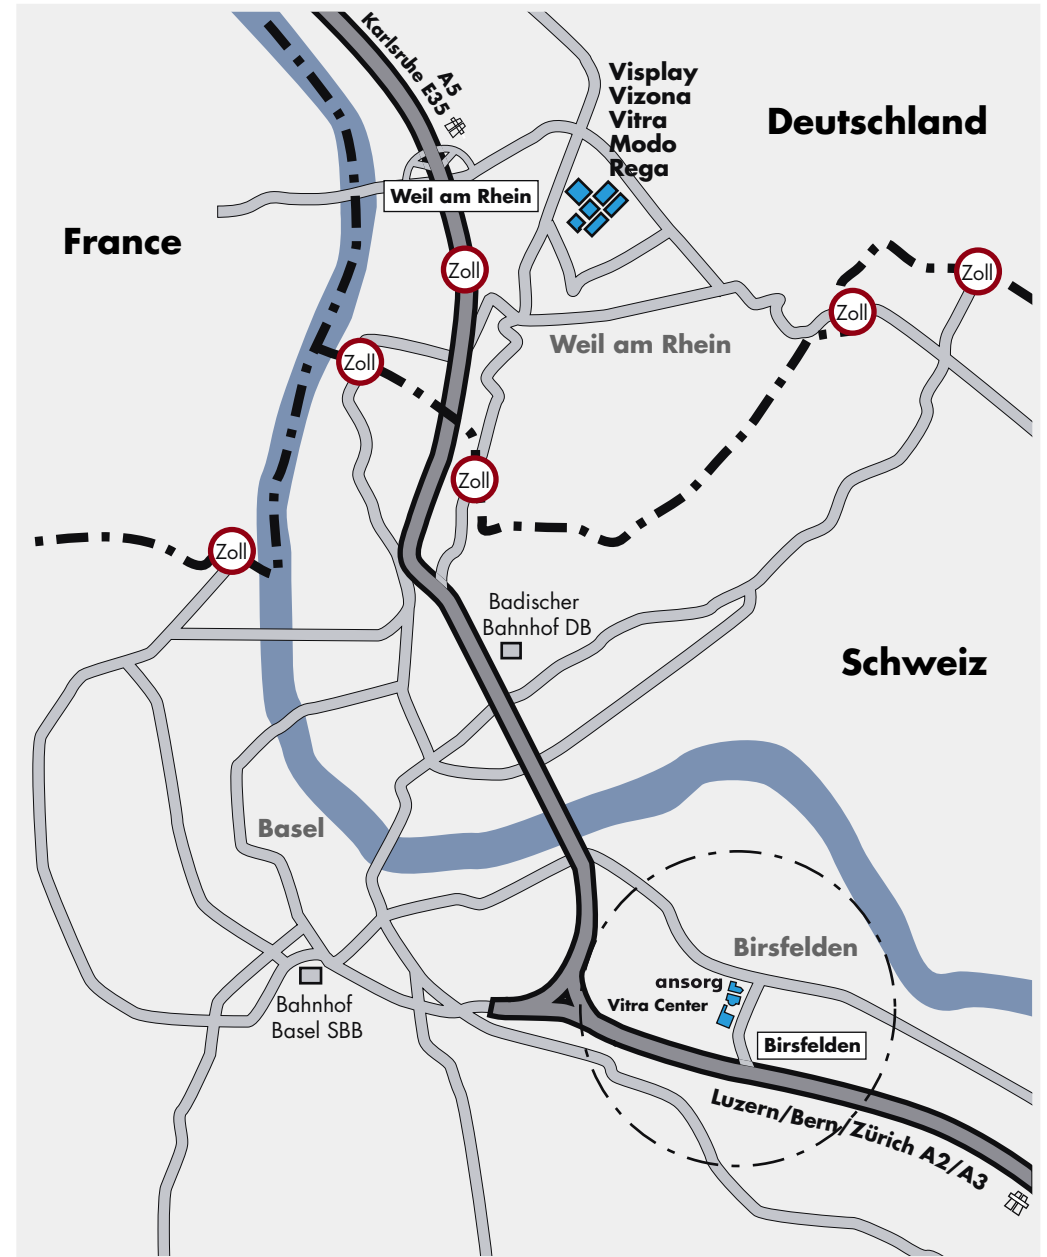 Karlsruhe E35
A5
Visplay
Vizona
Vitra
Modo
Rega
Deutschland
Weil am Rhein
France
Zoll
Zoll
Zoll
Weil am Rhein
Zoll
Zoll
Zoll
Badischer
Bahnhof DB
Schweiz
Basel
Birsfelden
ansorg
Vitra Center
Bahnhof
Basel SBB
Birsfelden
Luzern/Bern/Zürich A2/A3